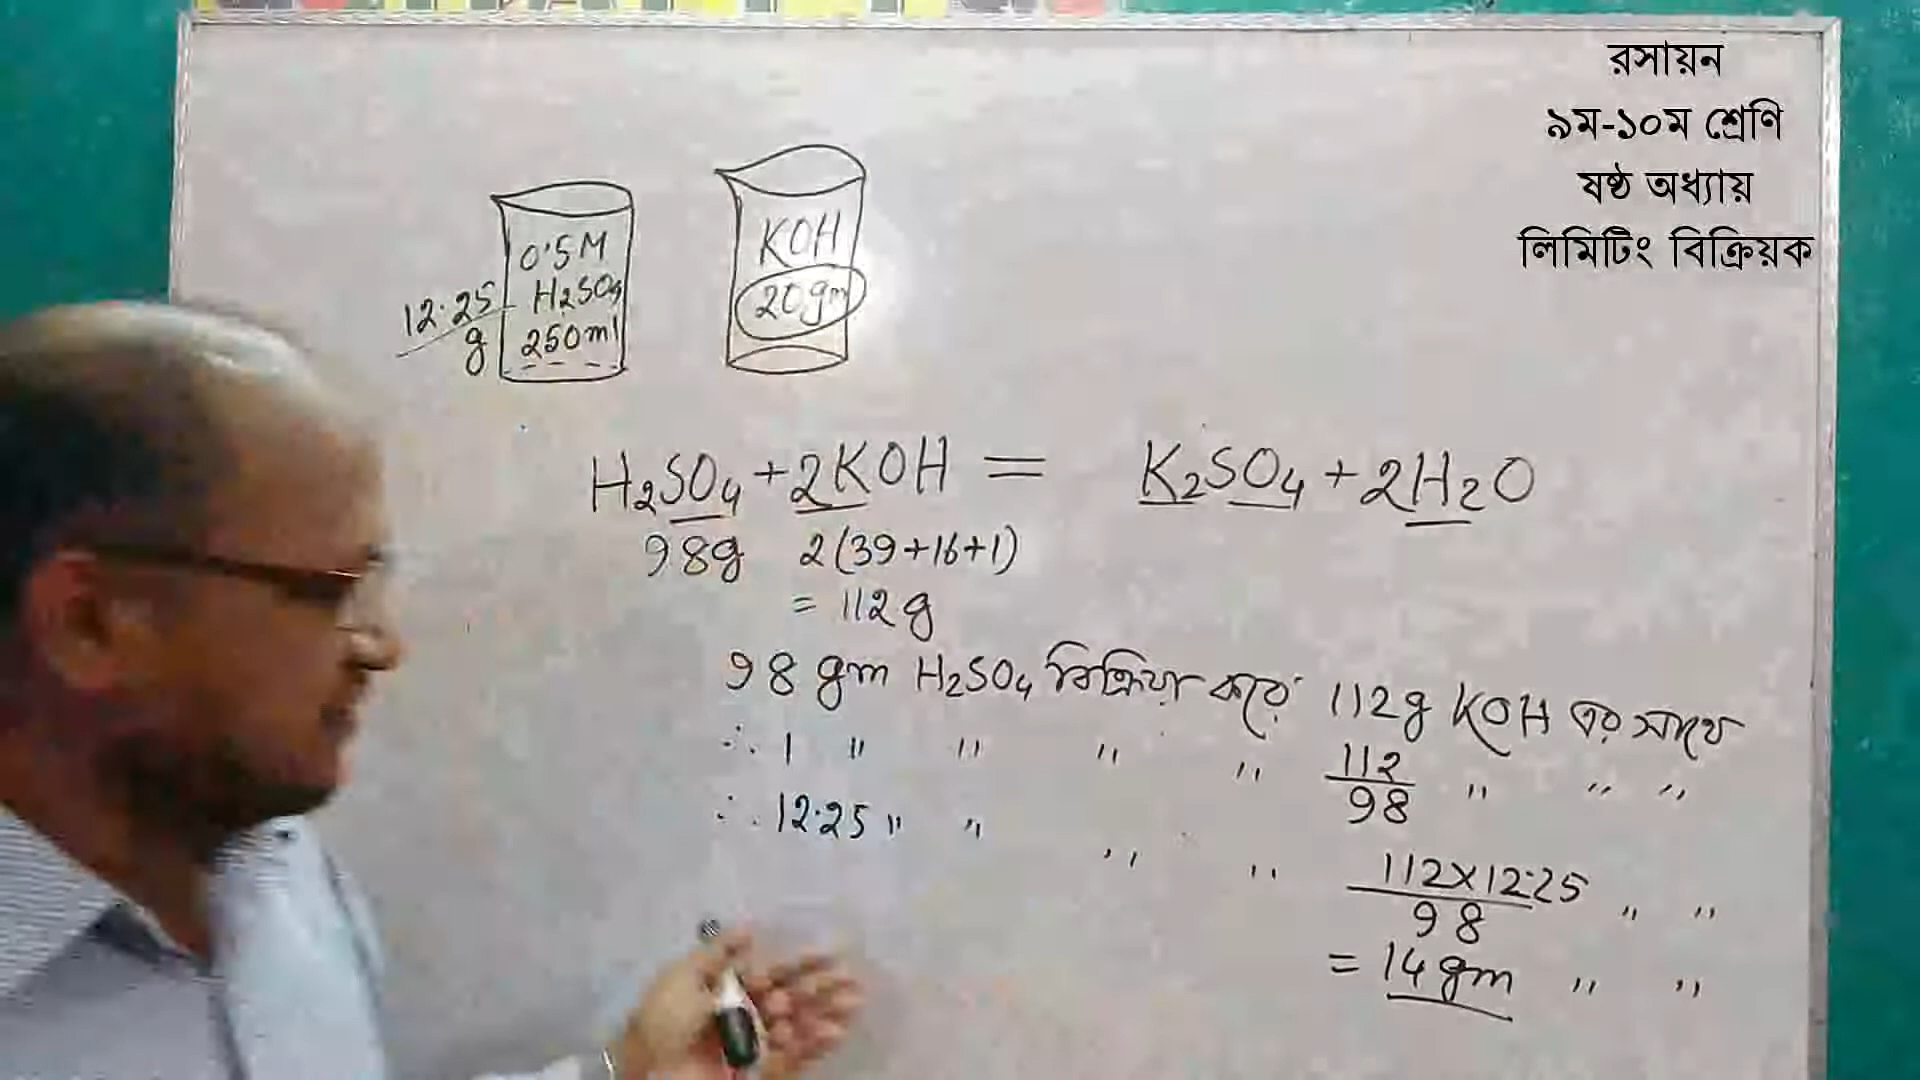 রসায়ন
৯ম-১০ম শ্রেণি
ষষ্ঠ অধ্যায়
লিমিটিং বিক্রিয়ক
0.5M
H₂SO₄
250ml
12.25
g
KOH
20gm
H₂SO₄ + 2KOH = K₂SO₄ + 2H₂O
98g 2(39+16+1)
= 112g
98 gm H₂SO₄ বিক্রিয়া করে 112g KOH এর সাথে
∴ 1 " " " " 112/98 " " "
∴ 12.25 " " " " 112×12.25/98 " "
= 14 gm " "